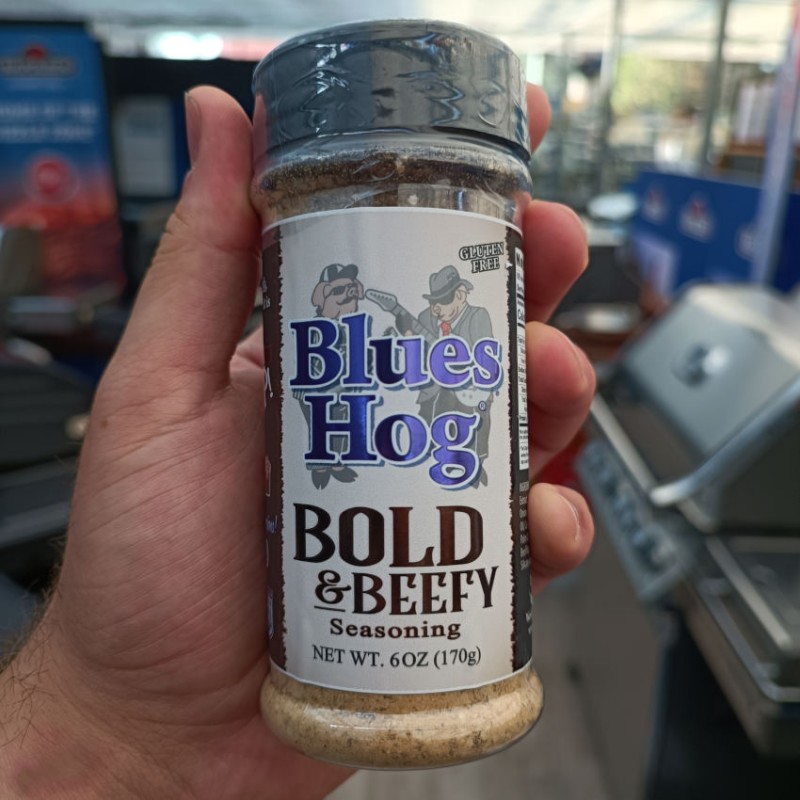 GLUTEN
FREE
Blues
Hog®
BOLD
& BEEFY
Seasoning
NET WT. 6OZ (170g)